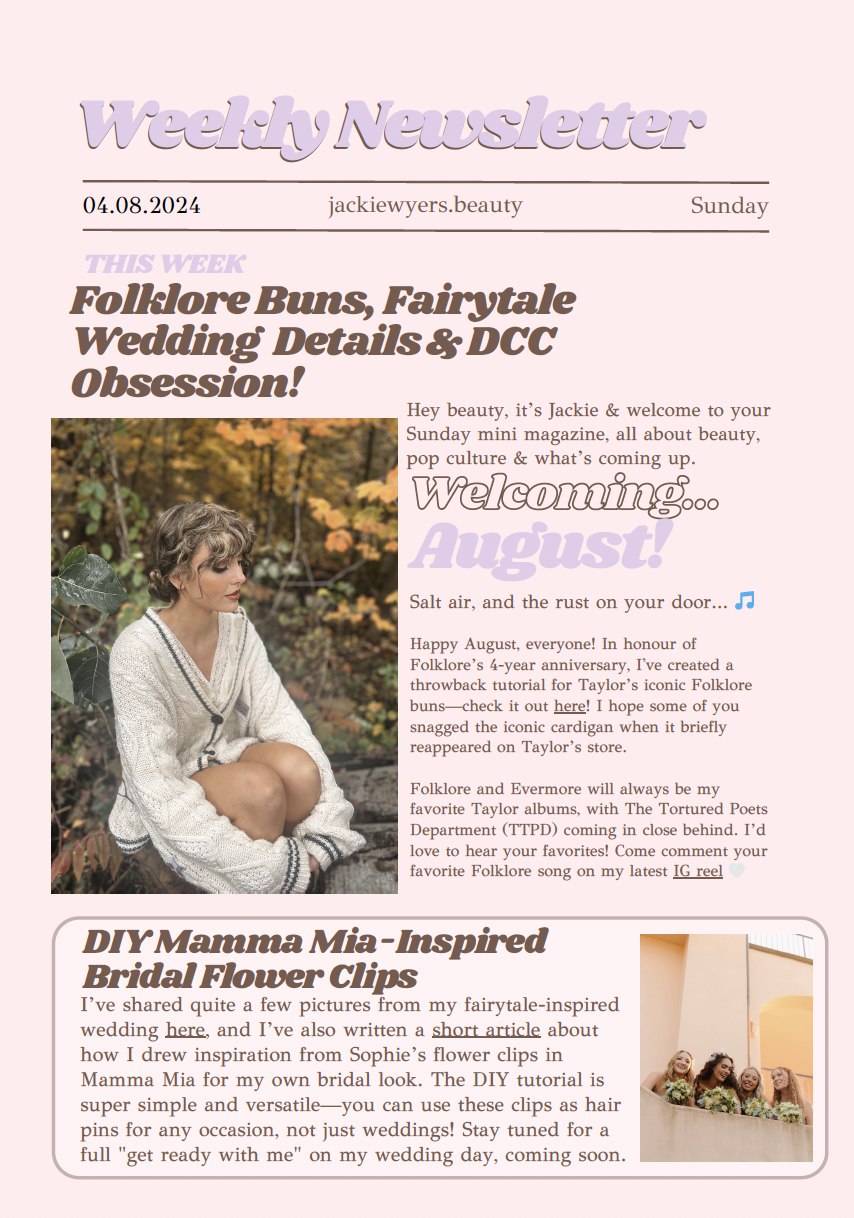 Weekly Newsletter
04.08.2024 jackiewyers.beauty Sunday
THIS WEEK
Folklore Buns, Fairytale
Wedding Details & DCC
Obsession!
Hey beauty, it's Jackie & welcome to your
Sunday mini magazine, all about beauty,
pop culture & what's coming up.
Welcoming...
August!
Salt air, and the rust on your door... 🎵
Happy August, everyone! In honour of
Folklore's 4-year anniversary, I've created a
throwback tutorial for Taylor's iconic Folklore
buns—check it out here! I hope some of you
snagged the iconic cardigan when it briefly
reappeared on Taylor's store.
Folklore and Evermore will always be my
favorite Taylor albums, with The Tortured Poets
Department (TTPD) coming in close behind. I'd
love to hear your favorites! Come comment your
favorite Folklore song on my latest IG reel 🤍
DIY Mamma Mia-Inspired
Bridal Flower Clips
I've shared quite a few pictures from my fairytale-inspired
wedding here, and I've also written a short article about
how I drew inspiration from Sophie's flower clips in
Mamma Mia for my own bridal look. The DIY tutorial is
super simple and versatile—you can use these clips as hair
pins for any occasion, not just weddings! Stay tuned for a
full "get ready with me" on my wedding day, coming soon.